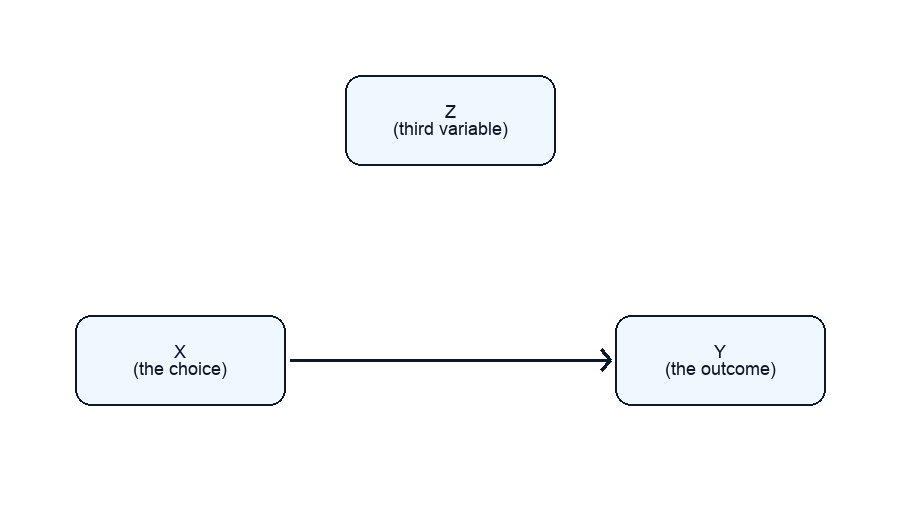 Z
(third variable)
X
(the choice)
Y
(the outcome)